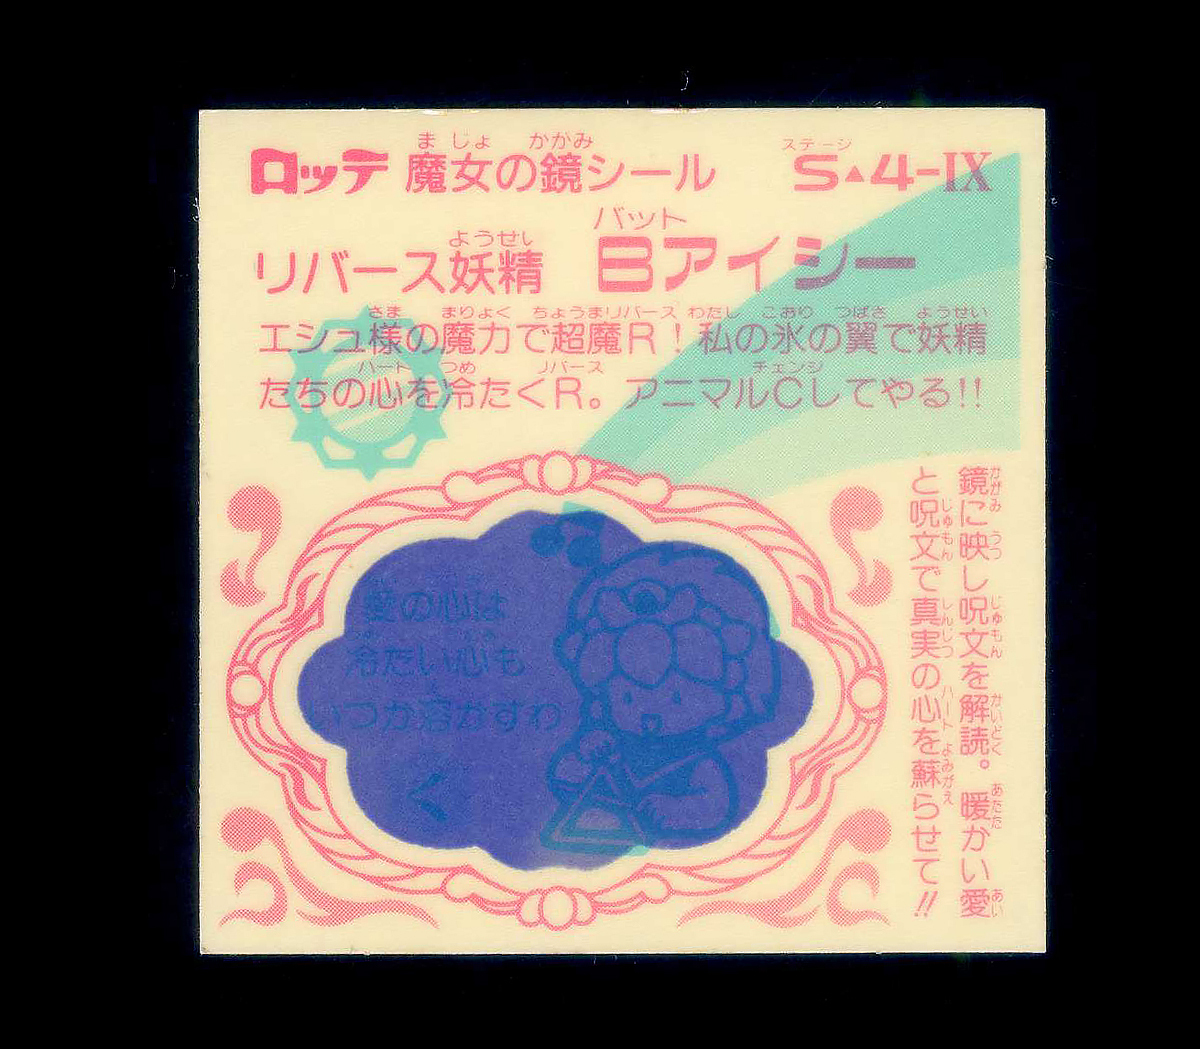 ロッテ 魔女の鏡シール S▲4-IX
リバース妖精 Bアイシー
エシュ様の魔力で超魔R!私の氷の翼で妖精
たちの心を冷たくR。アニマルCしてやる!!
鏡に映し呪文を解読。暖かい愛
と呪文で真実の心を蘇らせて!!
愛の心は
冷たい心も
いつか溶かすわ
く